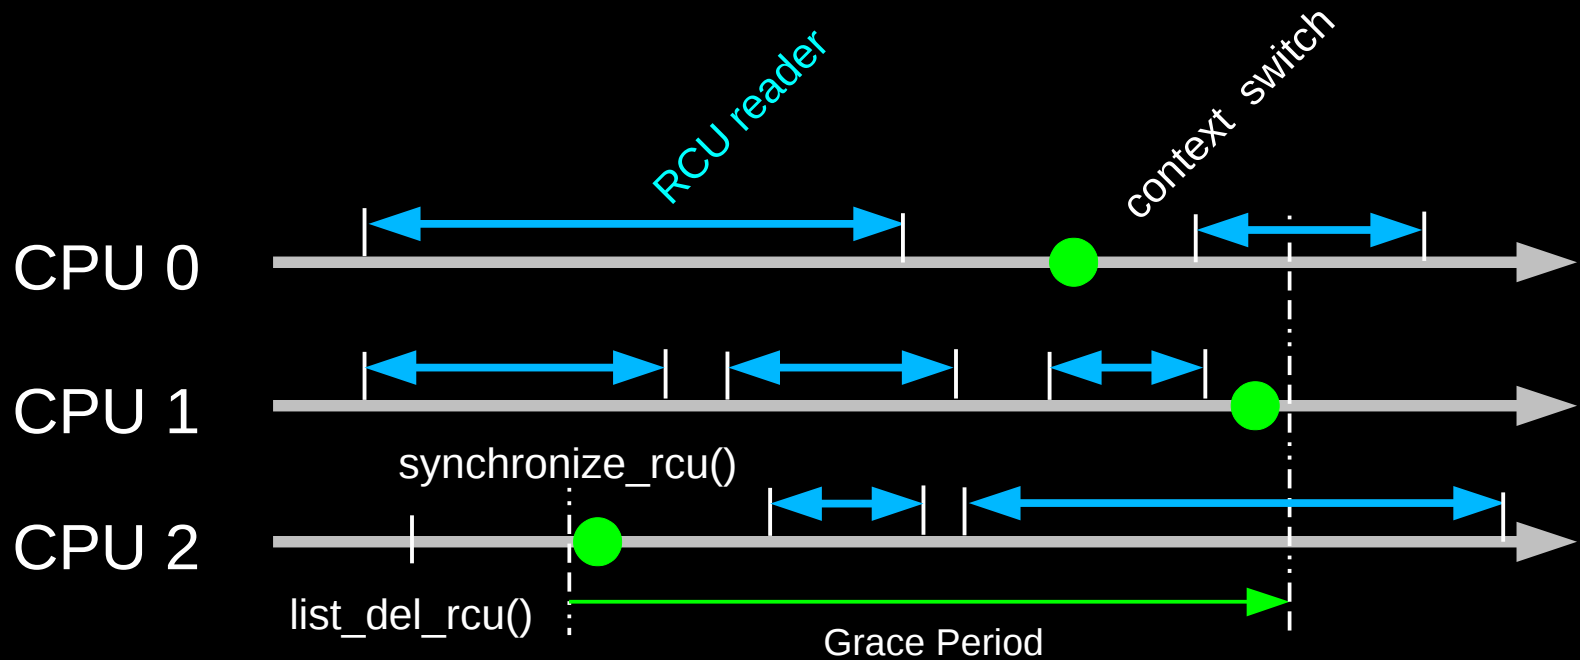 RCU reader
context switch
CPU 0
CPU 1
synchronize_rcu()
CPU 2
list_del_rcu()
Grace Period